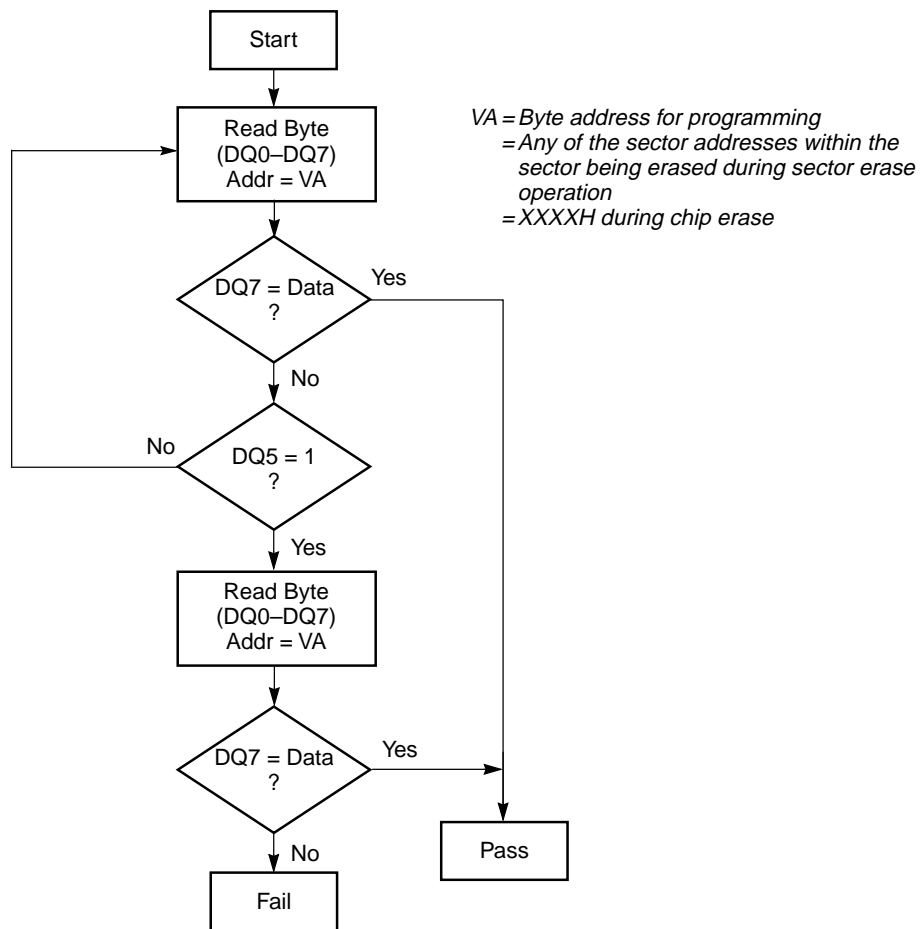 Start
Read Byte
(DQ0–DQ7)
Addr = VA
VA = Byte address for programming
= Any of the sector addresses within the
sector being erased during sector erase
operation
= XXXXH during chip erase
DQ7 = Data
?
Yes
No
DQ5 = 1
?
No
Yes
Read Byte
(DQ0–DQ7)
Addr = VA
DQ7 = Data
?
Yes
No
Pass
Fail